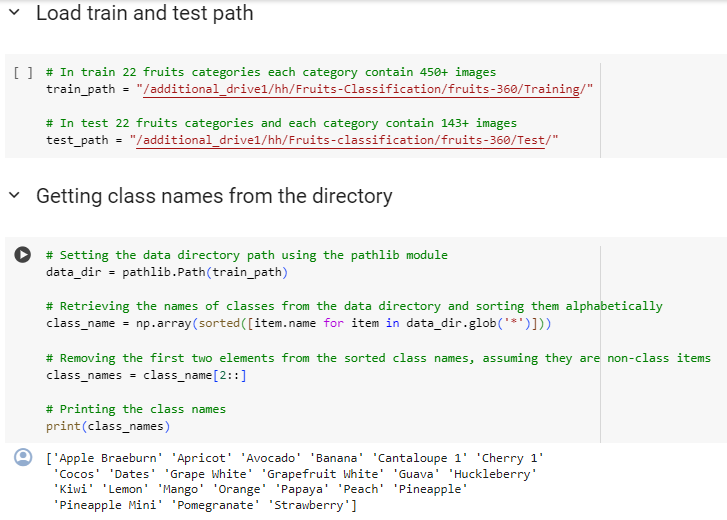 Load train and test path
[ ] # In train 22 fruits categories each category contain 450+ images
train_path = "/additional_drive1/hh/Fruits-Classification/fruits-360/Training/"
# In test 22 fruits categories and each category contain 143+ images
test_path = "/additional_drive1/hh/Fruits-classification/fruits-360/Test/"
Getting class names from the directory
# Setting the data directory path using the pathlib module
data_dir = pathlib.Path(train_path)
# Retrieving the names of classes from the data directory and sorting them alphabetically
class_name = np.array(sorted([item.name for item in data_dir.glob('*')]))
# Removing the first two elements from the sorted class names, assuming they are non-class items
class_names = class_name[2::]
# Printing the class names
print(class_names)
['Apple Braeburn' 'Apricot' 'Avocado' 'Banana' 'Cantaloupe 1' 'Cherry 1'
'Cocos' 'Dates' 'Grape White' 'Grapefruit White' 'Guava' 'Huckleberry'
'Kiwi' 'Lemon' 'Mango' 'Orange' 'Papaya' 'Peach' 'Pineapple'
'Pineapple Mini' 'Pomegranate' 'Strawberry']